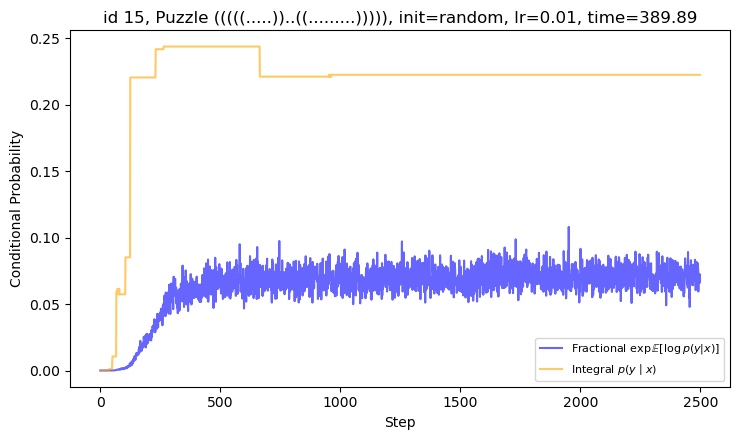 id 15, Puzzle (((((.....))..((.........))))), init=random, lr=0.01, time=389.89
Conditional Probability
0.25
0.20
0.15
0.10
0.05
0.00
Fractional exp𝔼[log p(y|x)]
Integral p(y | x)
0
500
1000
1500
2000
2500
Step